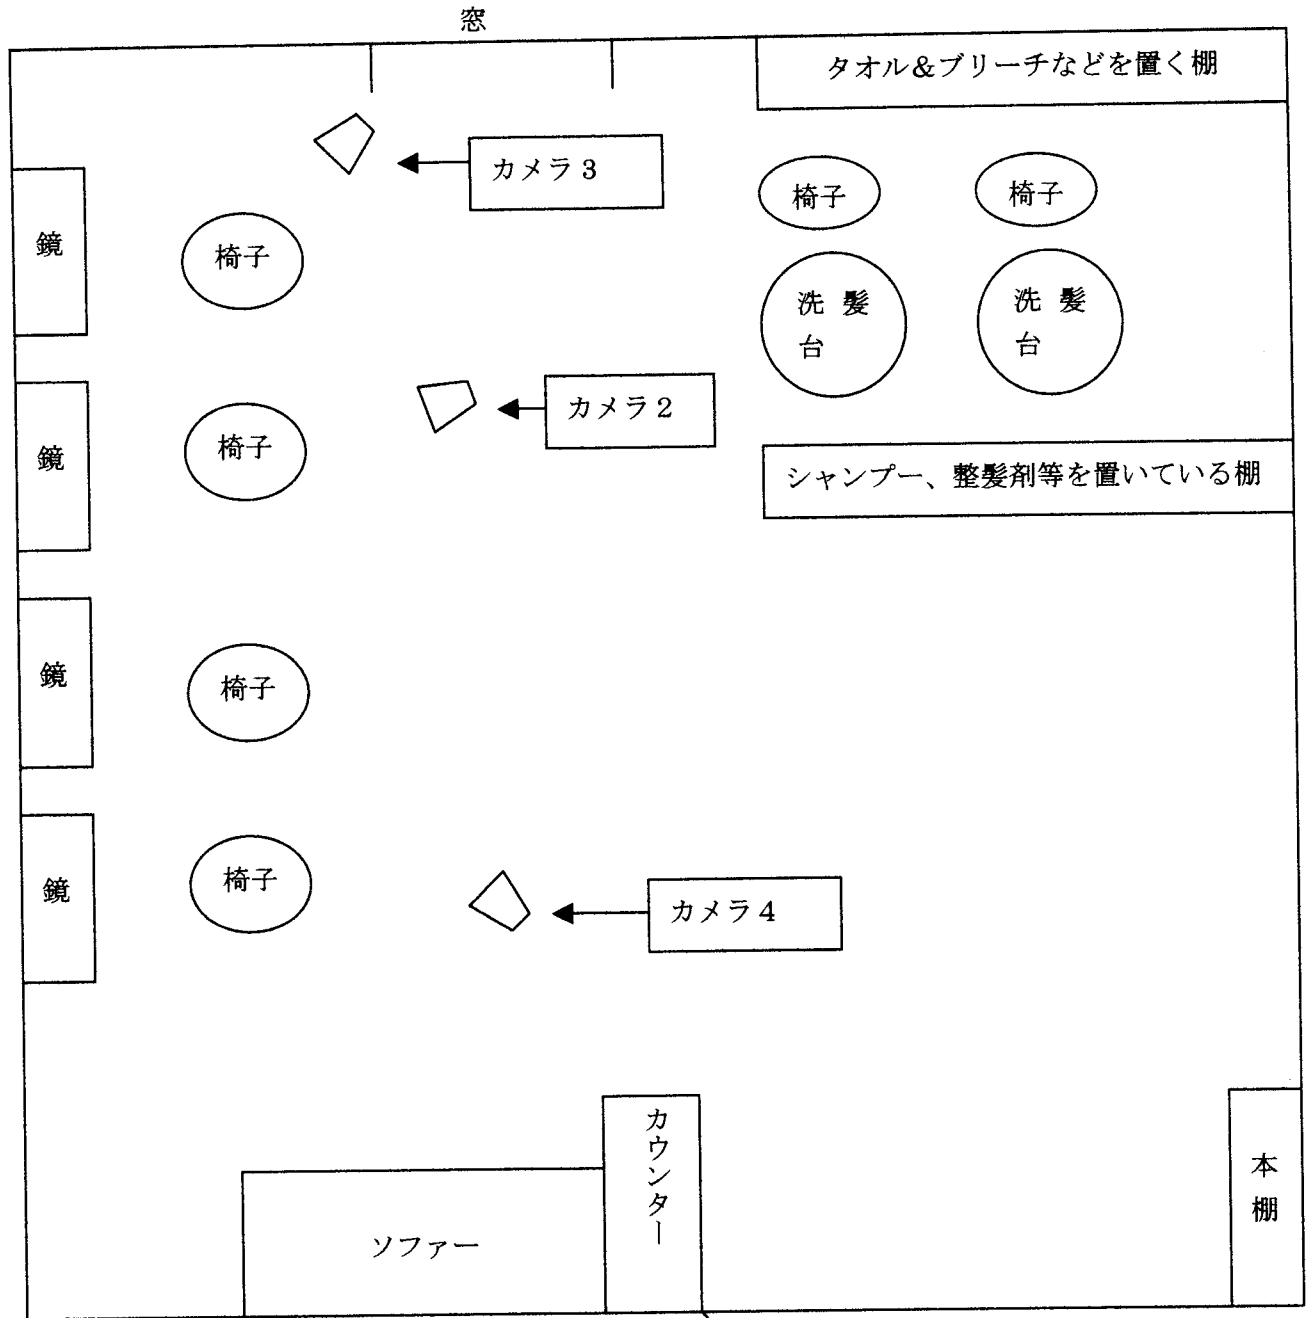 窓
タオル＆ブリーチなどを置く棚
カメラ３
椅子
椅子
鏡
椅子
洗髪
台
洗髪
台
カメラ２
鏡
椅子
シャンプー、整髪剤等を置いている棚
鏡
椅子
鏡
椅子
カメラ４
カウンター
本
棚
ソファー